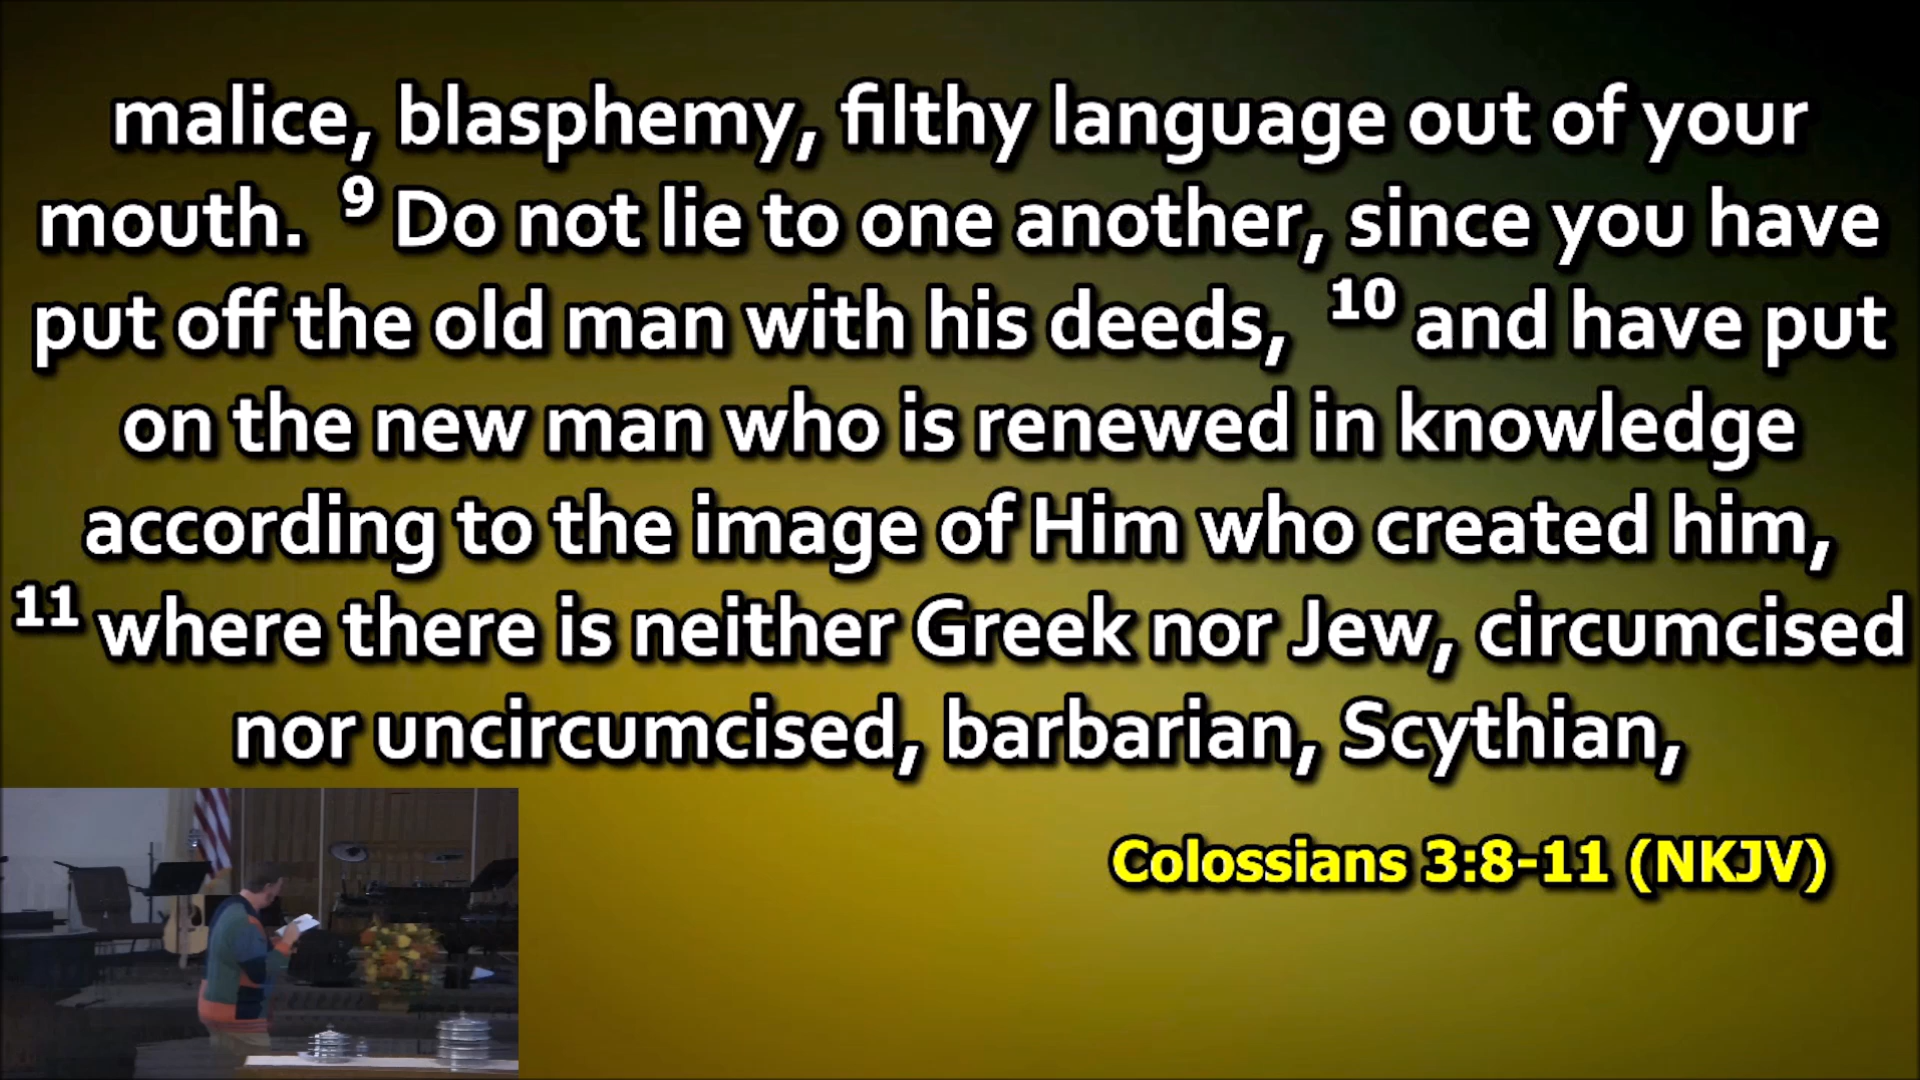 malice, blasphemy, filthy language out of your
mouth. 9 Do not lie to one another, since you have
put off the old man with his deeds, 10 and have put
on the new man who is renewed in knowledge
according to the image of Him who created him,
11 where there is neither Greek nor Jew, circumcised
nor uncircumcised, barbarian, Scythian,
Colossians 3:8-11 (NKJV)